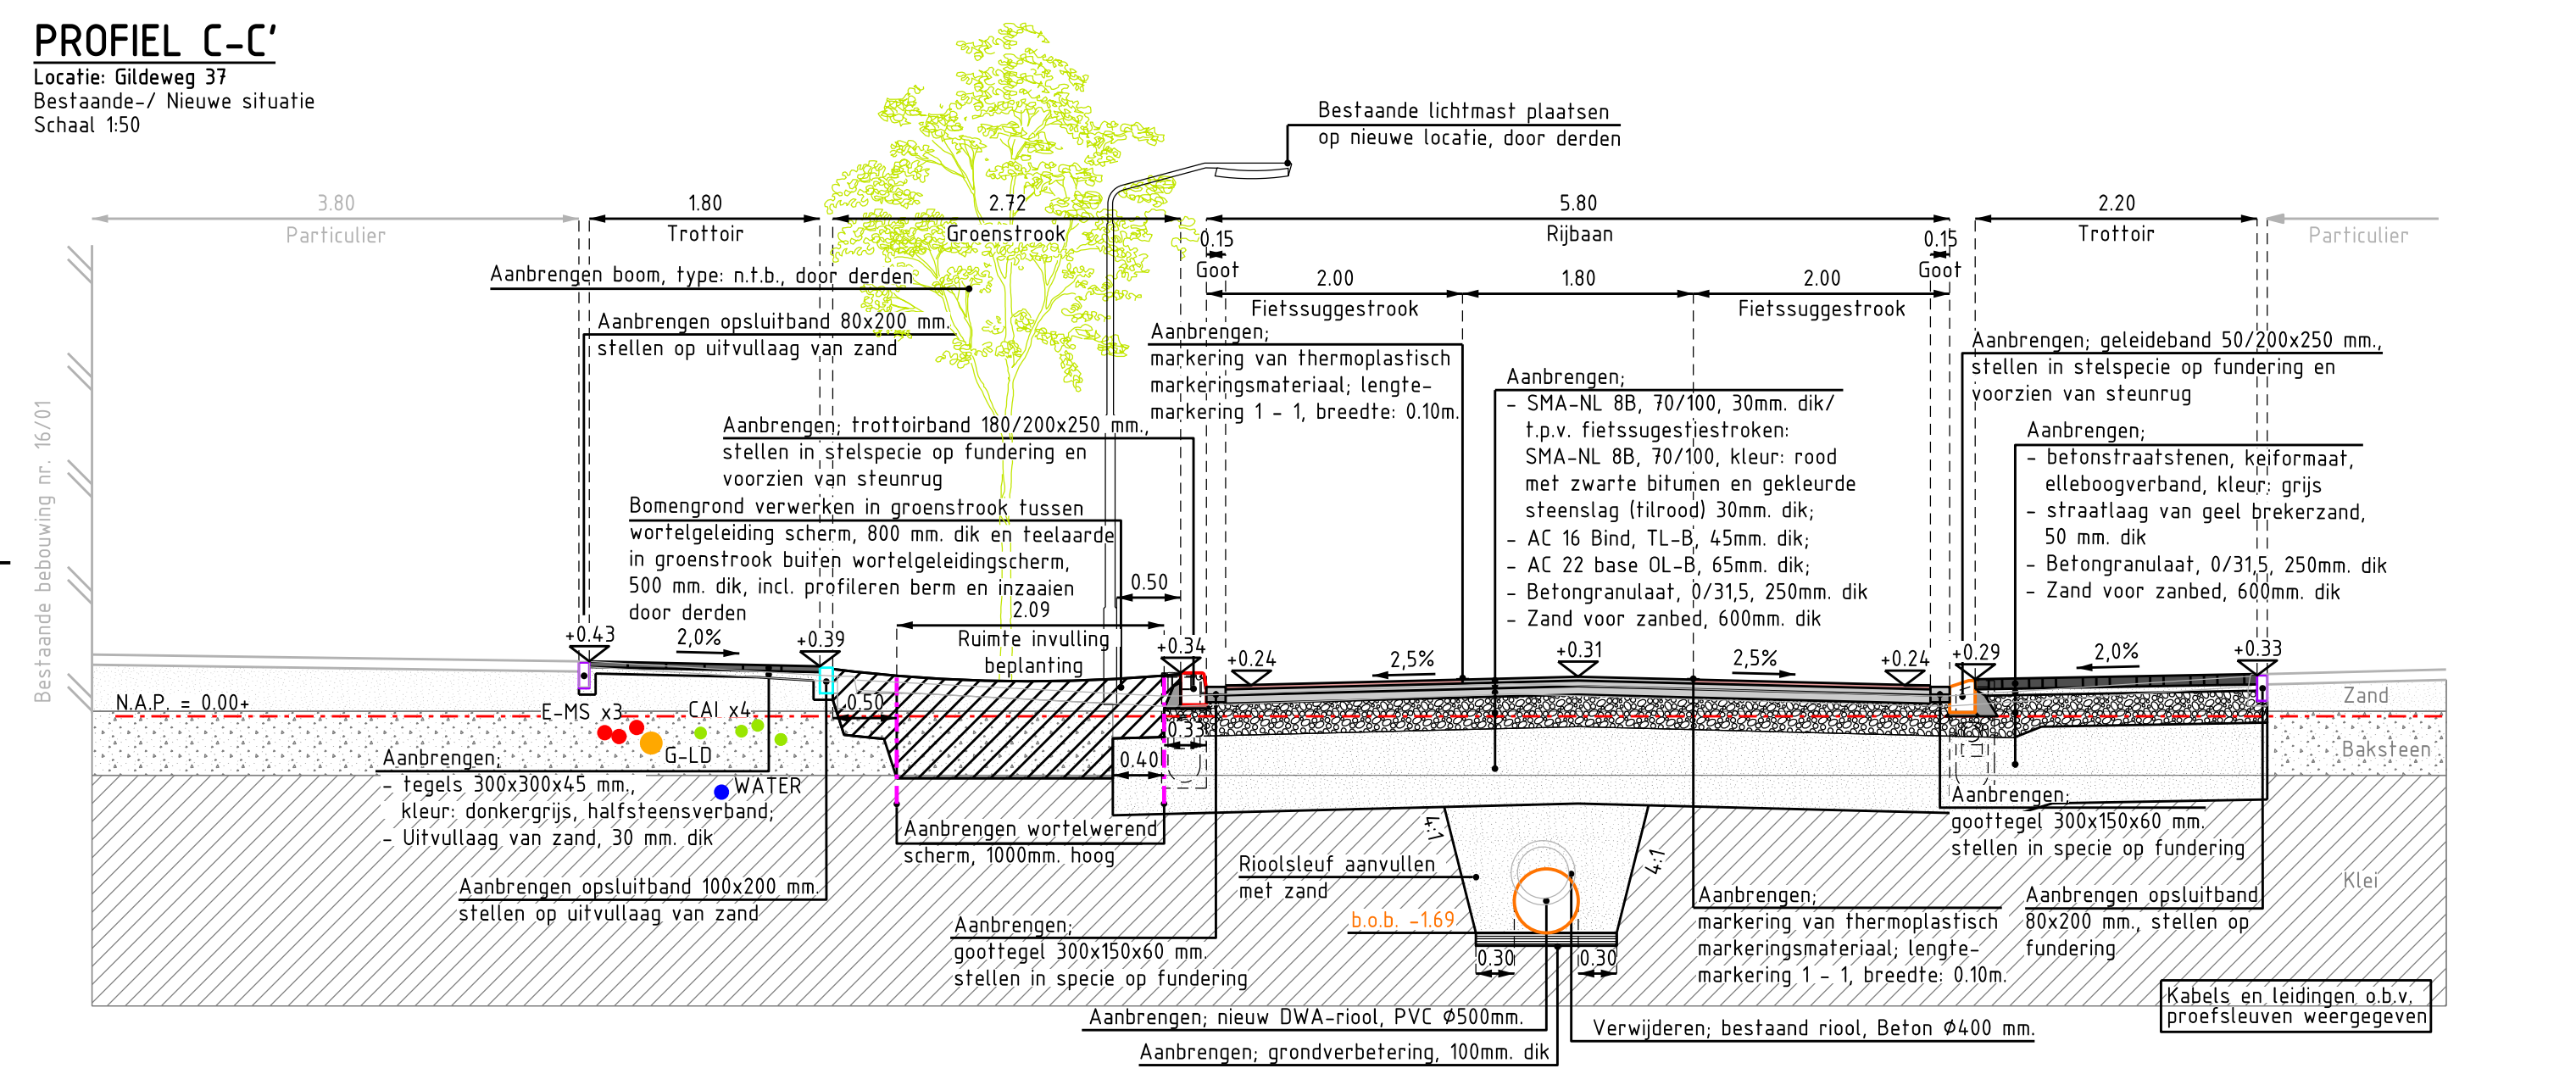 PROFIEL C-C'
Locatie: Gildeweg 37
Bestaande-/ Nieuwe situatie
Schaal 1:50
Bestaande lichtmast plaatsen
op nieuwe locatie, door derden
3.80
Particulier
1.80
Trottoir
2.72
Groenstrook
5.80
Rijbaan
2.20
Trottoir
Particulier
0.15
Goot
0.15
Goot
2.00
Fietssuggestrook
1.80
2.00
Fietssuggestrook
Aanbrengen boom, type: n.t.b., door derden
Aanbrengen opsluitband 80x200 mm.
stellen op uitvullaag van zand
Aanbrengen;
markering van thermoplastisch
markeringsmateriaal; lengte-
markering 1 - 1, breedte: 0.10m.
Aanbrengen; geleideband 50/200x250 mm.,
stellen in stelspecie op fundering en
voorzien van steunrug
Aanbrengen;
- SMA-NL 8B, 70/100, 30mm. dik/
t.p.v. fietssugestiestroken:
SMA-NL 8B, 70/100, kleur: rood
met zwarte bitumen en gekleurde
steenslag (tilrood) 30mm. dik;
- AC 16 Bind, TL-B, 45mm. dik;
- AC 22 base OL-B, 65mm. dik;
- Betongranulaat, 0/31,5, 250mm. dik
- Zand voor zanbed, 600mm. dik
Aanbrengen; trottoirband 180/200x250 mm.,
stellen in stelspecie op fundering en
voorzien van steunrug
Aanbrengen;
- betonstraatstenen, keiformaat,
elleboogverband, kleur: grijs
- straatlaag van geel brekerzand,
50 mm. dik
- Betongranulaat, 0/31,5, 250mm. dik
- Zand voor zanbed, 600mm. dik
Bomengrond verwerken in groenstrook tussen
wortelgeleiding scherm, 800 mm. dik en teelaarde
in groenstrook buiten wortelgeleidingscherm,
500 mm. dik, incl. profileren berm en inzaaien
door derden
Bestaande bebouwing nr. 16/01
0.50
2.09
Ruimte invulling
beplanting
+0.43
2,0%
+0.39
+0.34
+0.24
2,5%
+0.31
2,5%
+0.24
+0.29
2,0%
+0.33
N.A.P. = 0.00+
E-MS x3
CAI x4
G-LD
WATER
0.50
0.33
0.40
Zand
Baksteen
Klei
Aanbrengen;
- tegels 300x300x45 mm.,
kleur: donkergrijs, halfsteensverband;
- Uitvullaag van zand, 30 mm. dik
Aanbrengen opsluitband 100x200 mm.
stellen op uitvullaag van zand
Aanbrengen wortelwerend
scherm, 1000mm. hoog
Aanbrengen;
goottegel 300x150x60 mm.
stellen in specie op fundering
4:1
4:1
Rioolsleuf aanvullen
met zand
b.o.b. -1.69
0.30
0.30
Aanbrengen;
goottegel 300x150x60 mm.
stellen in specie op fundering
Aanbrengen;
markering van thermoplastisch
markeringsmateriaal; lengte-
markering 1 - 1, breedte: 0.10m.
Aanbrengen opsluitband
80x200 mm., stellen op
fundering
Aanbrengen; nieuw DWA-riool, PVC Ø500mm.
Verwijderen; bestaand riool, Beton Ø400 mm.
Aanbrengen; grondverbetering, 100mm. dik
Kabels en leidingen o.b.v.
proefsleuven weergegeven